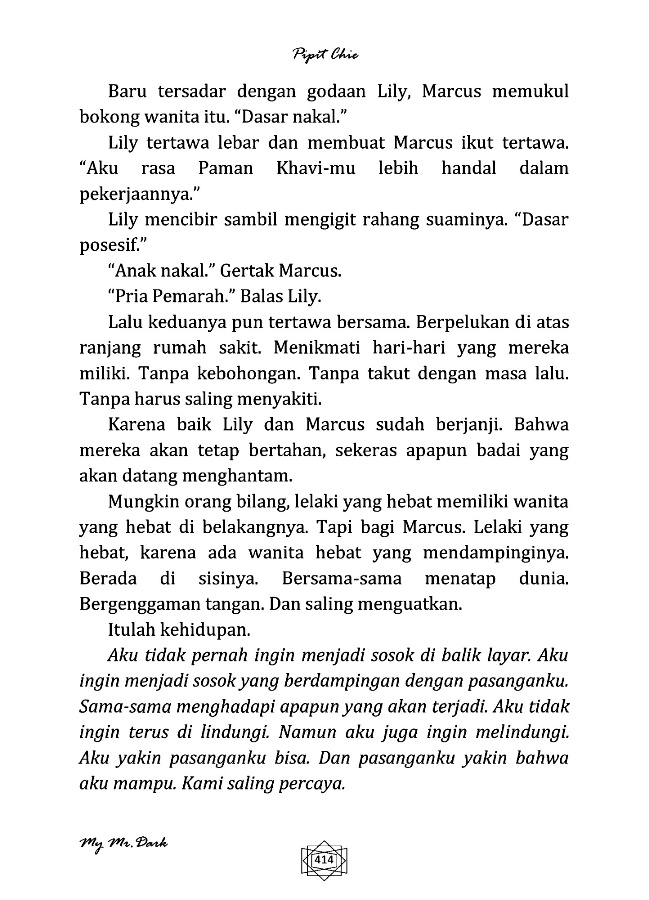 Pipit Chie
Baru tersadar dengan godaan Lily, Marcus memukul
bokong wanita itu. “Dasar nakal.”
Lily tertawa lebar dan membuat Marcus ikut tertawa.
“Aku rasa Paman Khavi-mu lebih handal dalam
pekerjaannya.”
Lily mencibir sambil mengigit rahang suaminya. “Dasar
posesif.”
“Anak nakal.” Gertak Marcus.
“Pria Pemarah.” Balas Lily.
Lalu keduanya pun tertawa bersama. Berpelukan di atas
ranjang rumah sakit. Menikmati hari-hari yang mereka
miliki. Tanpa kebohongan. Tanpa takut dengan masa lalu.
Tanpa harus saling menyakiti.
Karena baik Lily dan Marcus sudah berjanji. Bahwa
mereka akan tetap bertahan, sekeras apapun badai yang
akan datang menghantam.
Mungkin orang bilang, lelaki yang hebat memiliki wanita
yang hebat di belakangnya. Tapi bagi Marcus. Lelaki yang
hebat, karena ada wanita hebat yang mendampinginya.
Berada di sisinya. Bersama-sama menatap dunia.
Bergenggaman tangan. Dan saling menguatkan.
Itulah kehidupan.
Aku tidak pernah ingin menjadi sosok di balik layar. Aku
ingin menjadi sosok yang berdampingan dengan pasanganku.
Sama-sama menghadapi apapun yang akan terjadi. Aku tidak
ingin terus di lindungi. Namun aku juga ingin melindungi.
Aku yakin pasanganku bisa. Dan pasanganku yakin bahwa
aku mampu. Kami saling percaya.
My Mr. Dark
414